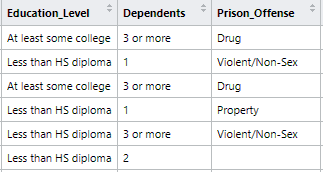 Education_Level Dependents Prison_Offense
At least some college 3 or more Drug
Less than HS diploma 1 Violent/Non-Sex
At least some college 3 or more Drug
Less than HS diploma 1 Property
Less than HS diploma 3 or more Violent/Non-Sex
Less than HS diploma 2